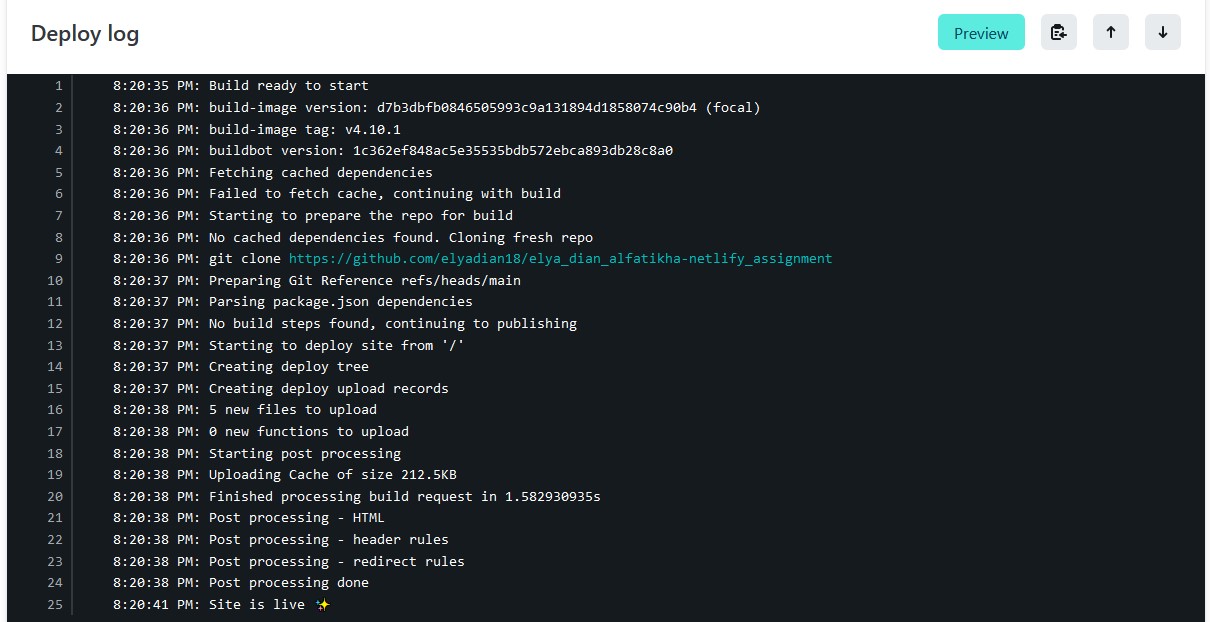 Deploy log
Preview
1 8:20:35 PM: Build ready to start
2 8:20:36 PM: build-image version: d7b3dbfb0846505993c9a131894d1858074c90b4 (focal)
3 8:20:36 PM: build-image tag: v4.10.1
4 8:20:36 PM: buildbot version: 1c362ef848ac5e35535bdb572ebca893db28c8a0
5 8:20:36 PM: Fetching cached dependencies
6 8:20:36 PM: Failed to fetch cache, continuing with build
7 8:20:36 PM: Starting to prepare the repo for build
8 8:20:36 PM: No cached dependencies found. Cloning fresh repo
9 8:20:36 PM: git clone https://github.com/elyadian18/elya_dian_alfatikha-netlify_assignment
10 8:20:37 PM: Preparing Git Reference refs/heads/main
11 8:20:37 PM: Parsing package.json dependencies
12 8:20:37 PM: No build steps found, continuing to publishing
13 8:20:37 PM: Starting to deploy site from '/'
14 8:20:37 PM: Creating deploy tree
15 8:20:37 PM: Creating deploy upload records
16 8:20:38 PM: 5 new files to upload
17 8:20:38 PM: 0 new functions to upload
18 8:20:38 PM: Starting post processing
19 8:20:38 PM: Uploading Cache of size 212.5KB
20 8:20:38 PM: Finished processing build request in 1.582930935s
21 8:20:38 PM: Post processing - HTML
22 8:20:38 PM: Post processing - header rules
23 8:20:38 PM: Post processing - redirect rules
24 8:20:38 PM: Post processing done
25 8:20:41 PM: Site is live ✨